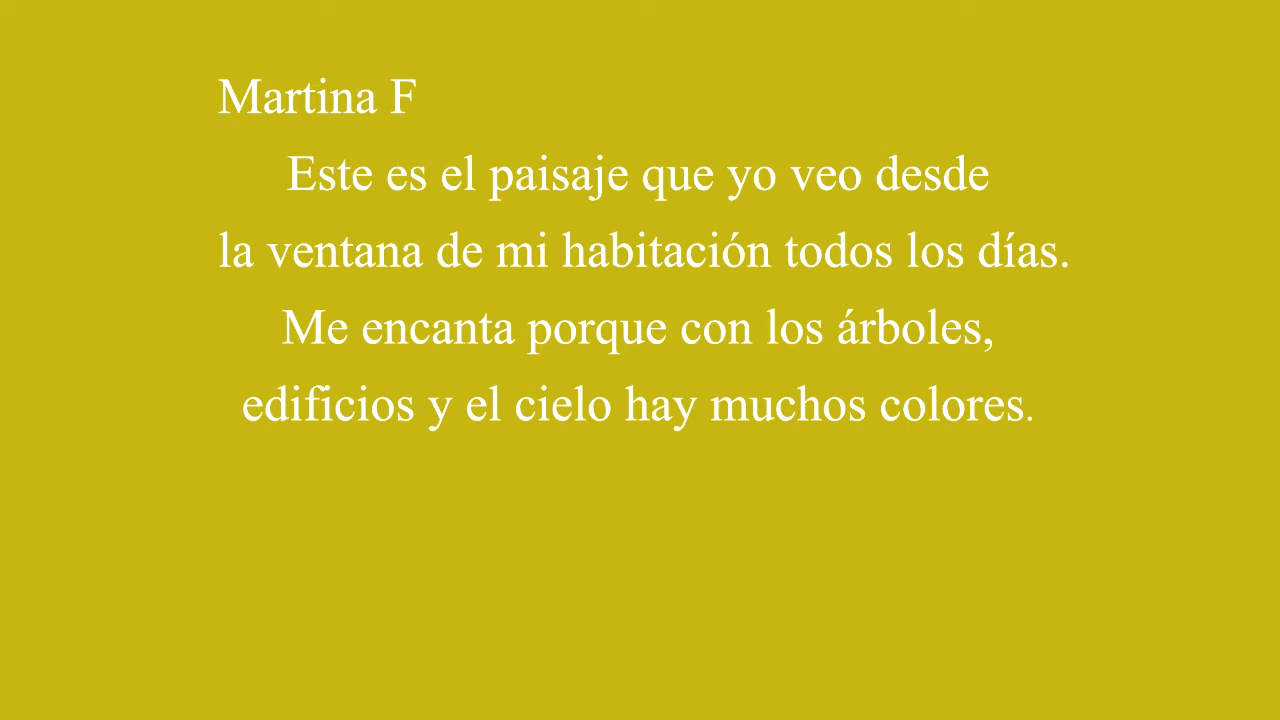 Martina F
Este es el paisaje que yo veo desde
la ventana de mi habitación todos los días.
Me encanta porque con los árboles,
edificios y el cielo hay muchos colores.